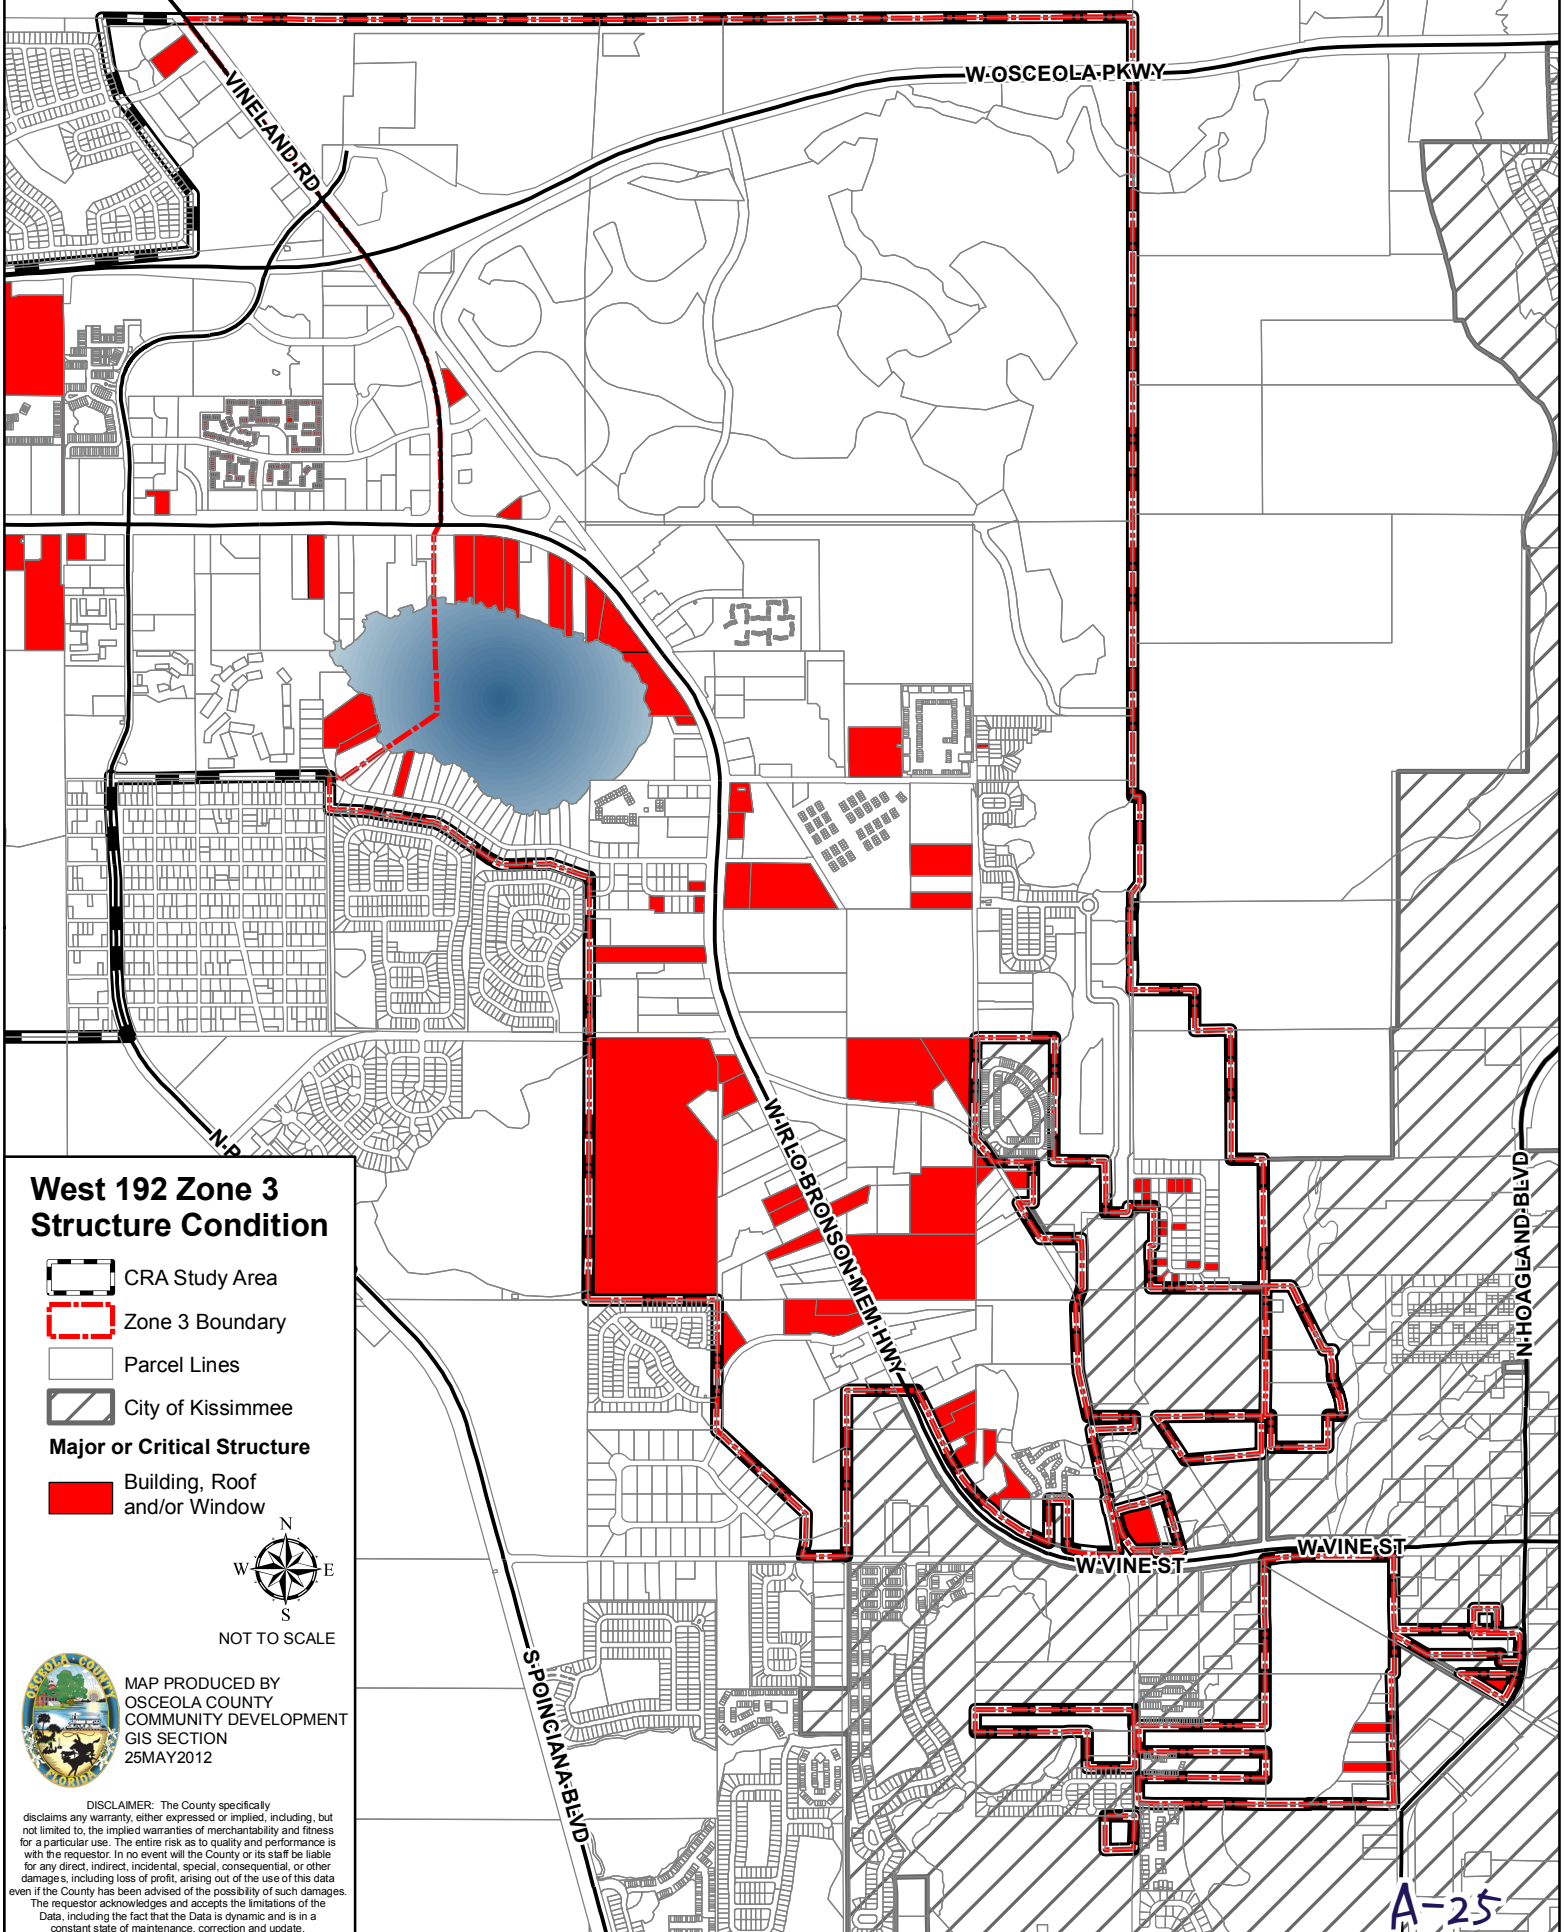 W OSCEOLA PKWY
VINELAND RD
N P
W IRLO BRONSON MEM HWY
N HOAGLAND BLVD
W VINE ST
W VINE ST
S POINCIANA BLVD
West 192 Zone 3
Structure Condition
CRA Study Area
Zone 3 Boundary
Parcel Lines
City of Kissimmee
Major or Critical Structure
Building, Roof
and/or Window
N
W E
S
NOT TO SCALE
OSCEOLA COUNTY
FLORIDA
MAP PRODUCED BY
OSCEOLA COUNTY
COMMUNITY DEVELOPMENT
GIS SECTION
25MAY2012
DISCLAIMER: The County specifically
disclaims any warranty, either expressed or implied, including, but
not limited to, the implied warranties of merchantability and fitness
for a particular use. The entire risk as to quality and performance is
with the requestor. In no event will the County or its staff be liable
for any direct, indirect, incidental, special, consequential, or other
damages, including loss of profit, arising out of the use of this data
even if the County has been advised of the possibility of such damages.
The requestor acknowledges and accepts the limitations of the
Data, including the fact that the Data is dynamic and is in a
constant state of maintenance, correction and update.
A-25